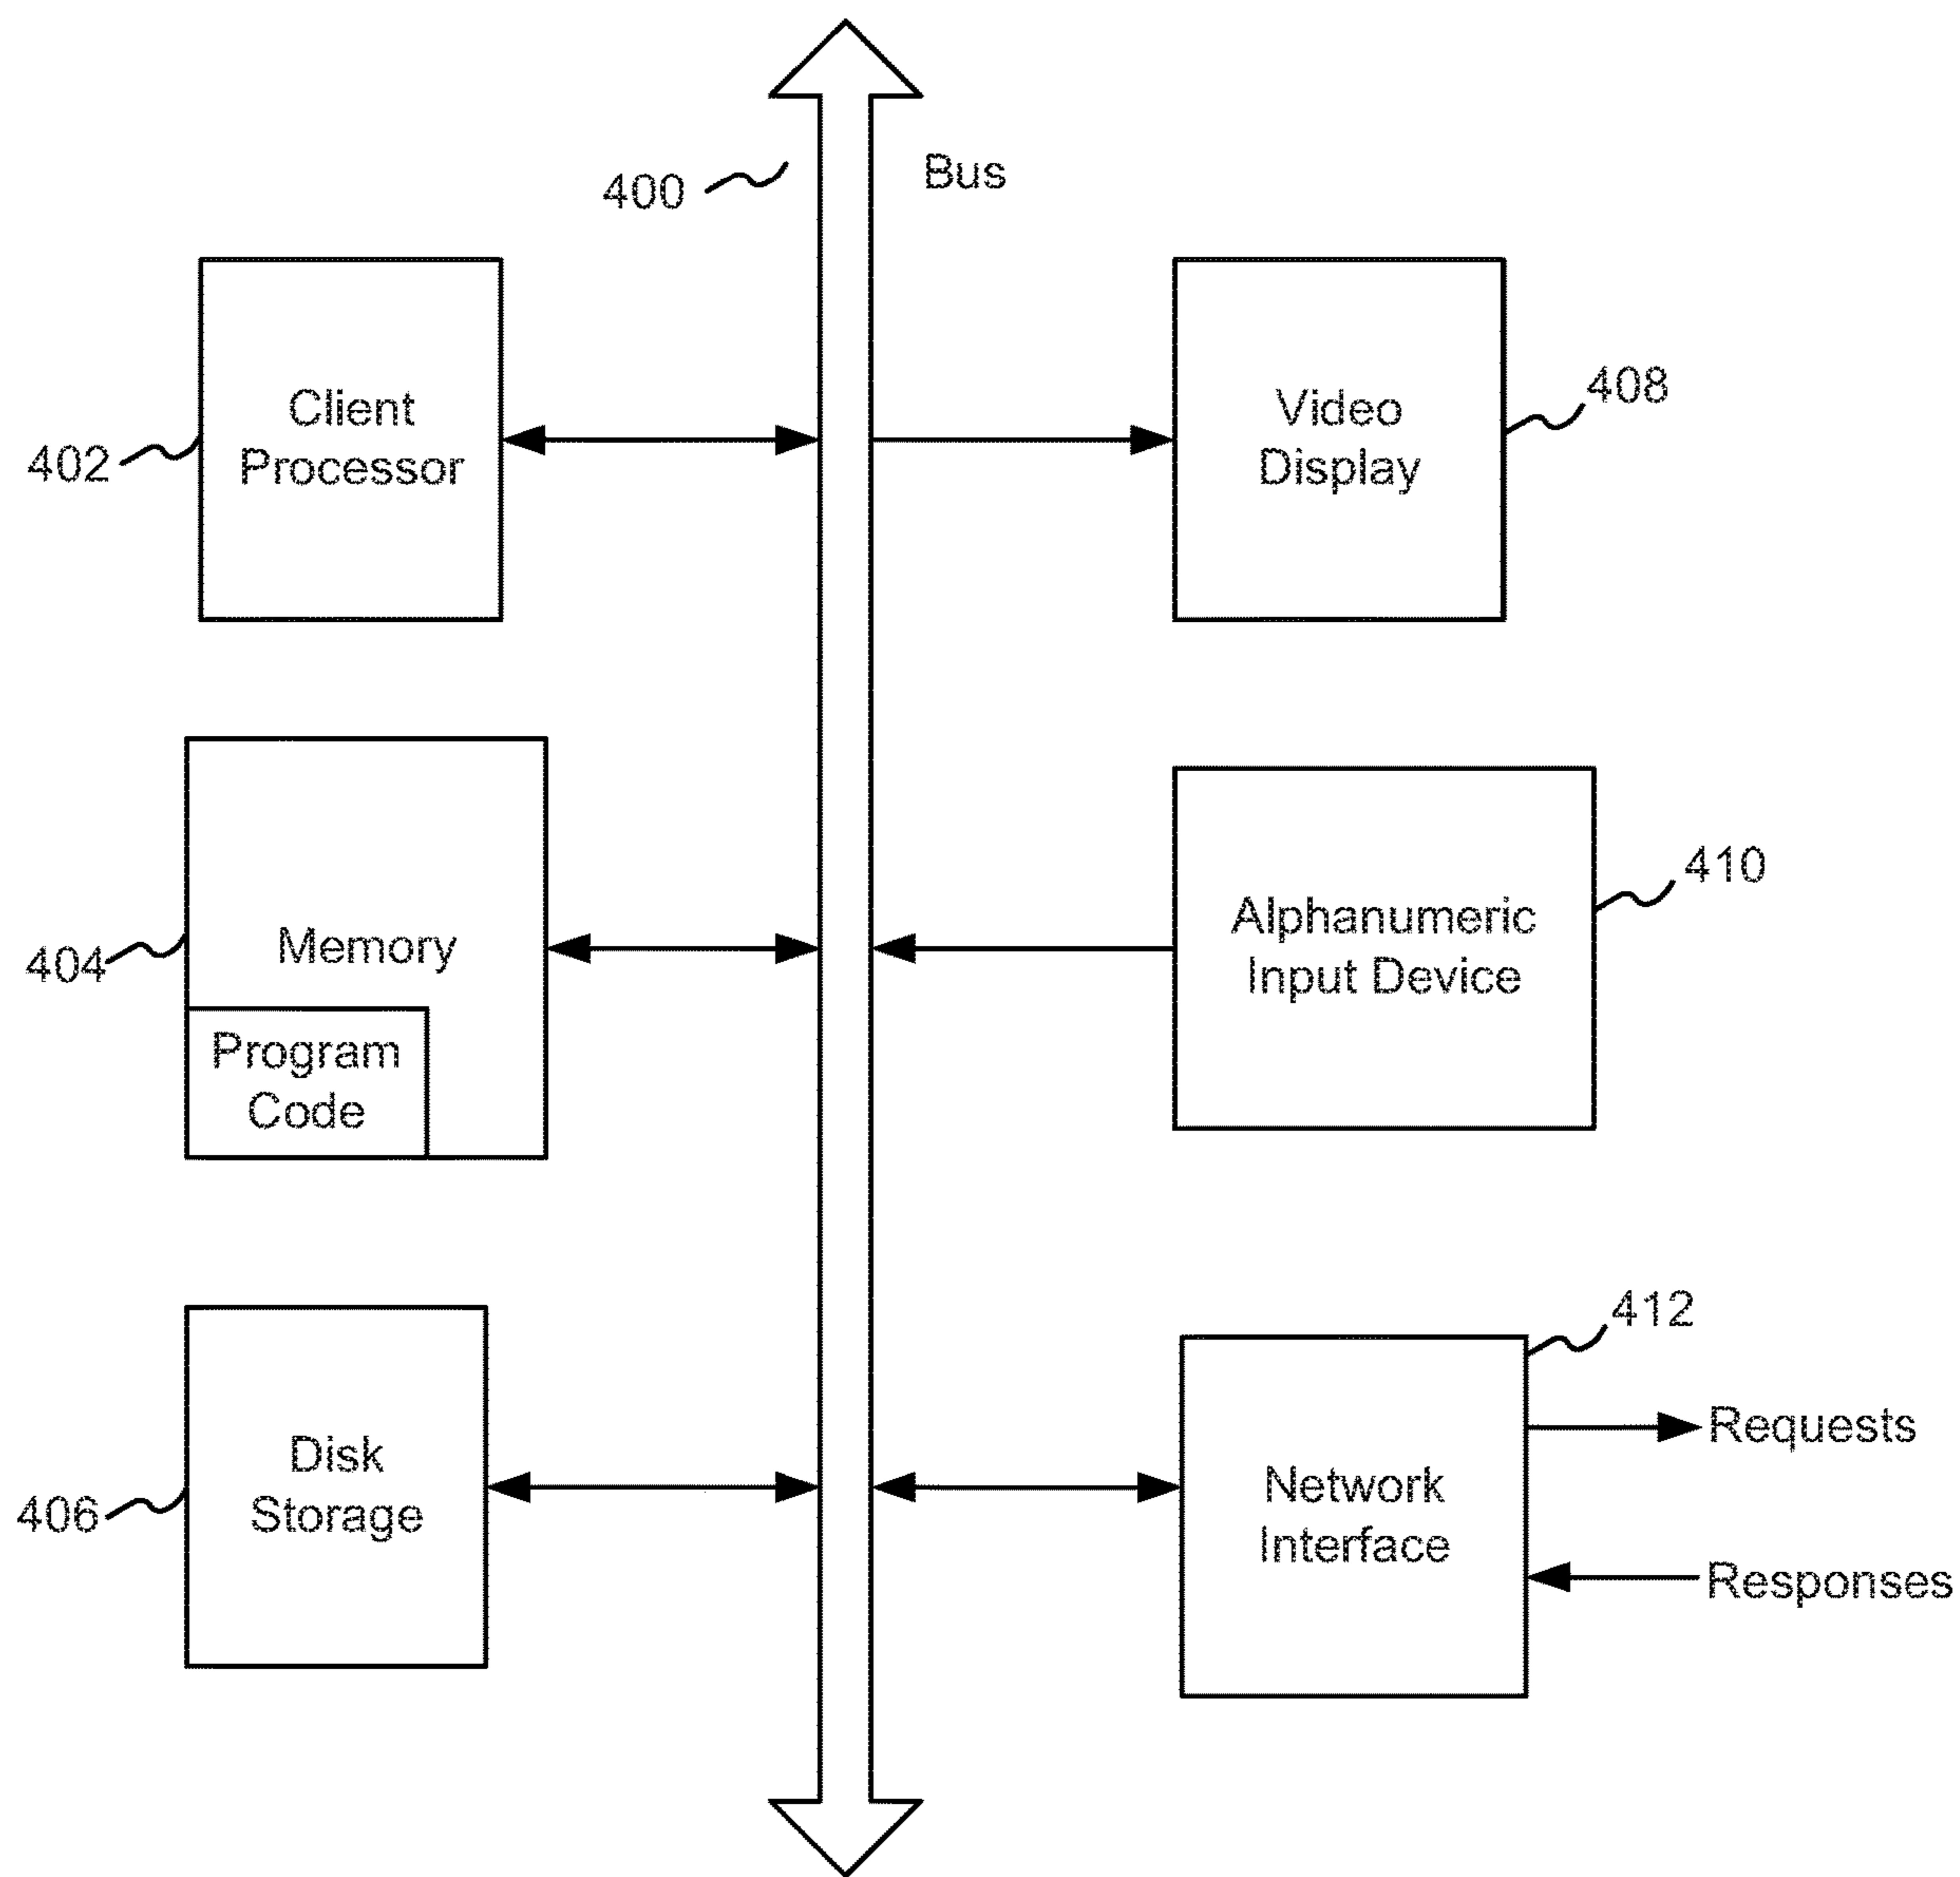 400
Bus
Client
Processor
402
Video
Display
408
Memory
404
Program
Code
Alphanumeric
Input Device
410
Disk
Storage
406
412
Network
Interface
Requests
Responses